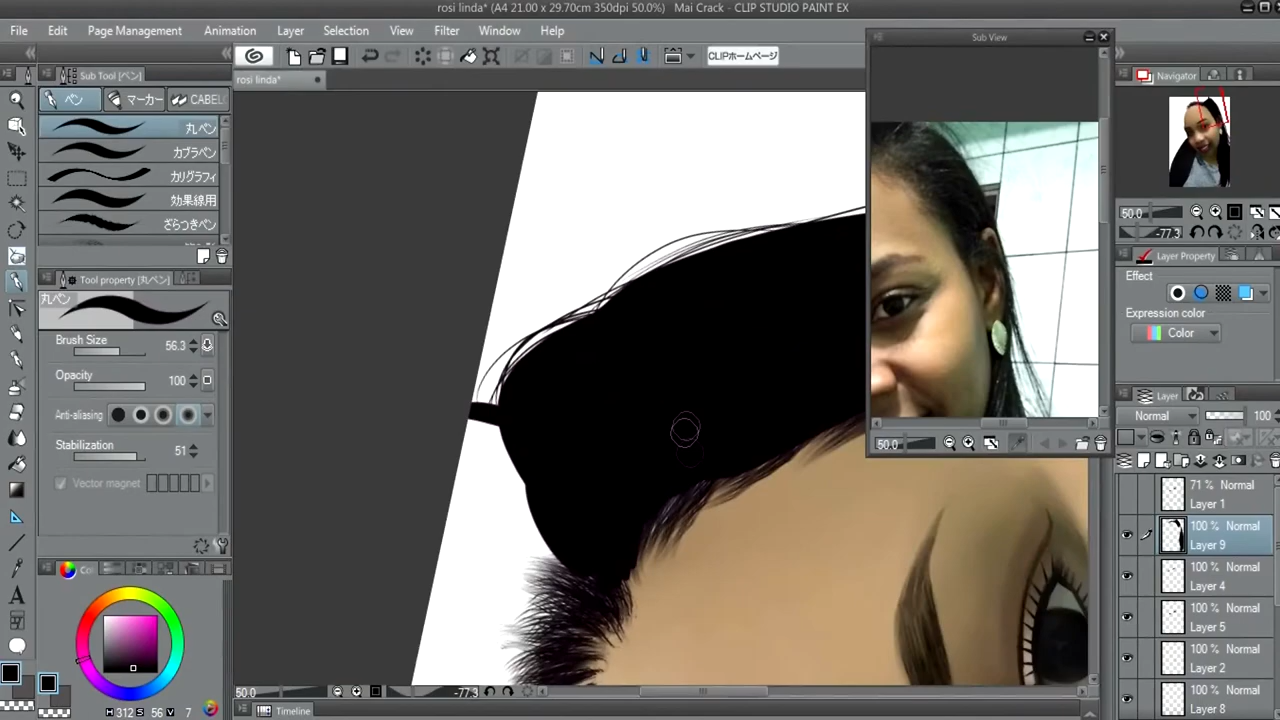 rosi linda* (A4 21.00 x 29.70cm 350dpi 50.0%)  Mai Crack - CLIP STUDIO PAINT EX
File Edit Page Management Animation Layer Selection View Filter Window Help
CLIPホームページ
rosi linda*
Sub Tool [ペン]
ペン マーカー CABEL
丸ペン
カブラペン
カリグラフィ
効果線用
ざらつきペン
Tool property [丸ペン]
丸ペン
Brush Size 56.3
Opacity 100
Anti-aliasing
Stabilization 51
Vector magnet
H 312 S 56 V 7
50.0 -77.3
Timeline
Sub View
50.0
Navigator
50.0
-77.3
Layer Property
Effect
Expression color
Color
Layer
Normal 100
71 % Normal
Layer 1
100 % Normal
Layer 9
100 % Normal
Layer 4
100 % Normal
Layer 5
100 % Normal
Layer 2
100 % Normal
Layer 8